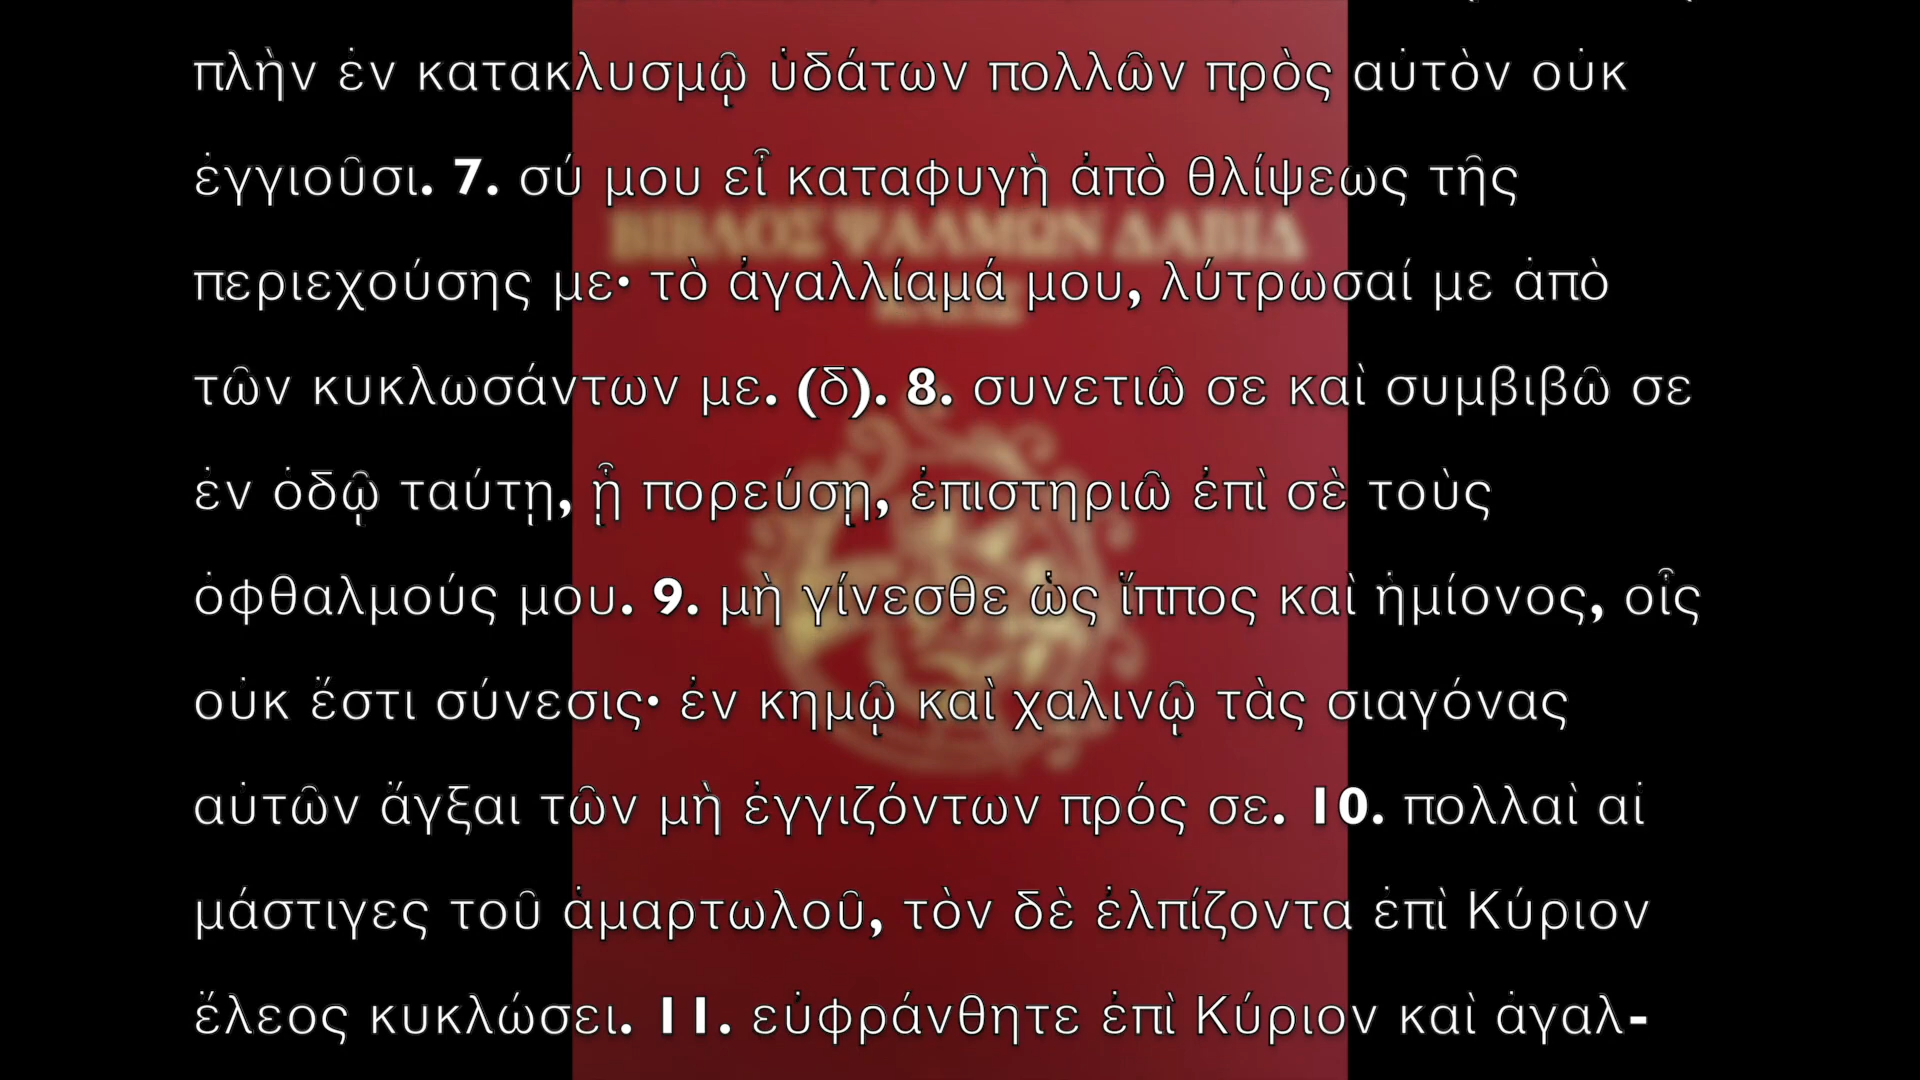 πλὴν ἐν κατακλυσμῷ ὑδάτων πολλῶν πρὸς αὐτὸν οὐκ
ἐγγιοῦσι. 7. σύ μου εἶ καταφυγὴ ἀπὸ θλίψεως τῆς
ΒΙΒΛΟΣ ΨΑΛΜΩΝ ΔΑΒΙΔ
περιεχούσης με· τὸ ἀγαλλίαμά μου, λύτρωσαί με ἀπὸ
τῶν κυκλωσάντων με. (δ). 8. συνετιῶ σε καὶ συμβιβῶ σε
ἐν ὁδῷ ταύτῃ, ᾗ πορεύσῃ, ἐπιστηριῶ ἐπὶ σὲ τοὺς
ὀφθαλμούς μου. 9. μὴ γίνεσθε ὡς ἵππος καὶ ἡμίονος, οἷς
οὐκ ἔστι σύνεσις· ἐν κημῷ καὶ χαλινῷ τὰς σιαγόνας
αὐτῶν ἄγξαι τῶν μὴ ἐγγιζόντων πρός σε. 10. πολλαὶ αἱ
μάστιγες τοῦ ἁμαρτωλοῦ, τὸν δὲ ἐλπίζοντα ἐπὶ Κύριον
ἔλεος κυκλώσει. 11. εὐφράνθητε ἐπὶ Κύριον καὶ ἀγαλ-